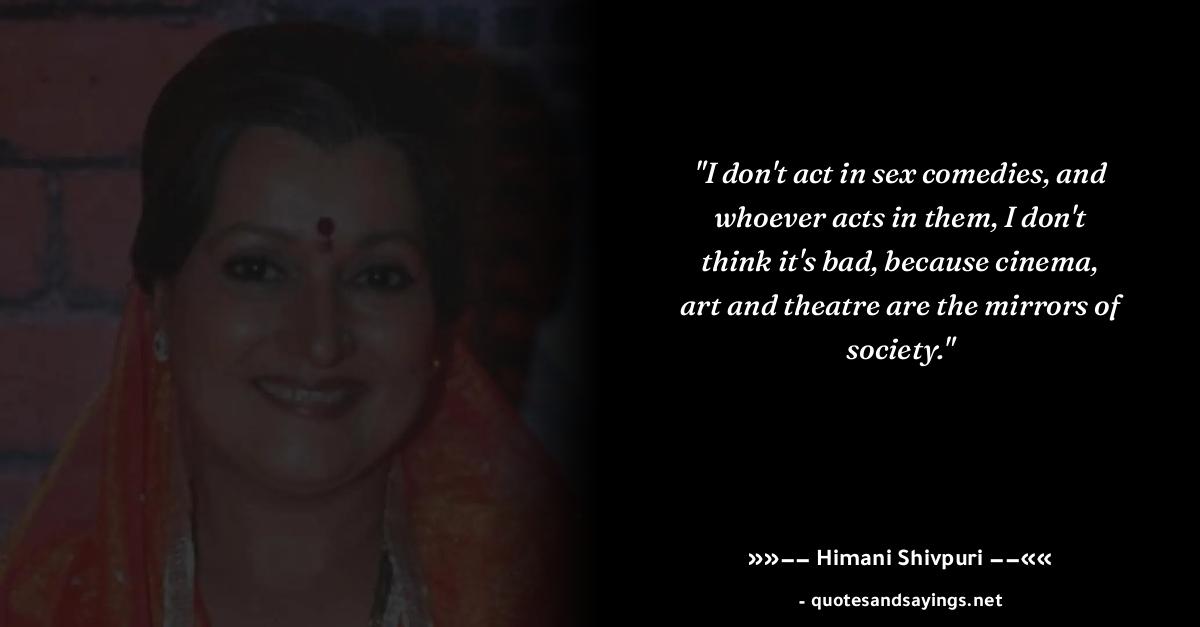 "I don't act in sex comedies, and
whoever acts in them, I don't
think it's bad, because cinema,
art and theatre are the mirrors of
society."
»»−− Himani Shivpuri −−««
- quotesandsayings.net